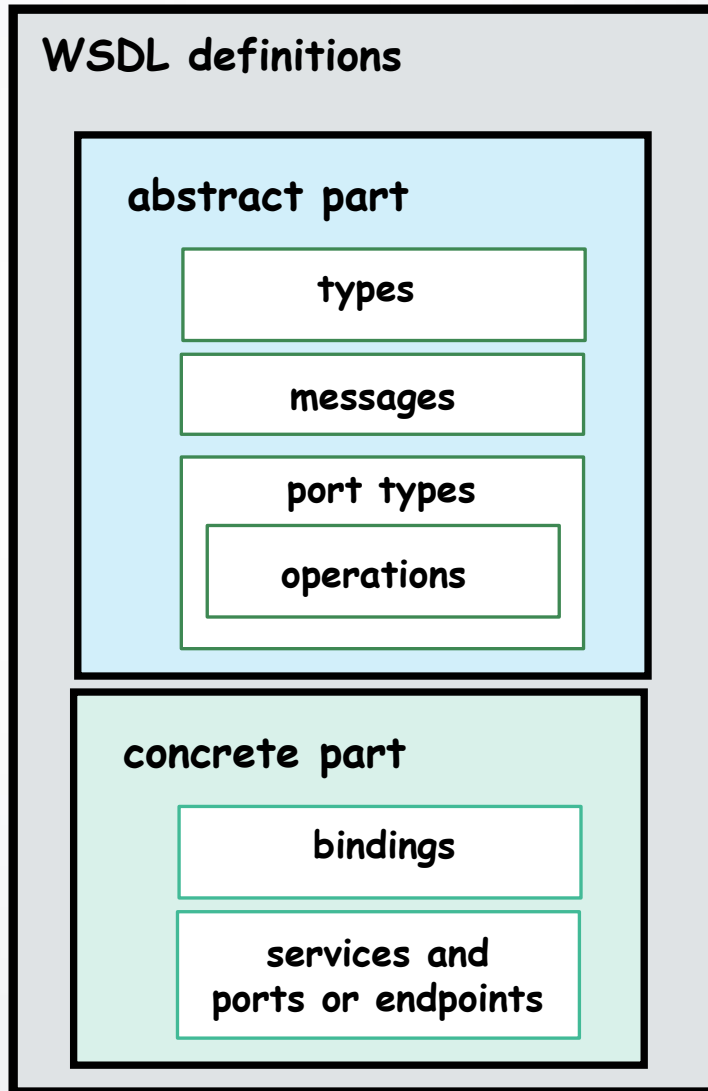 WSDL definitions
abstract part
types
messages
port types
operations
concrete part
bindings
services and
ports or endpoints